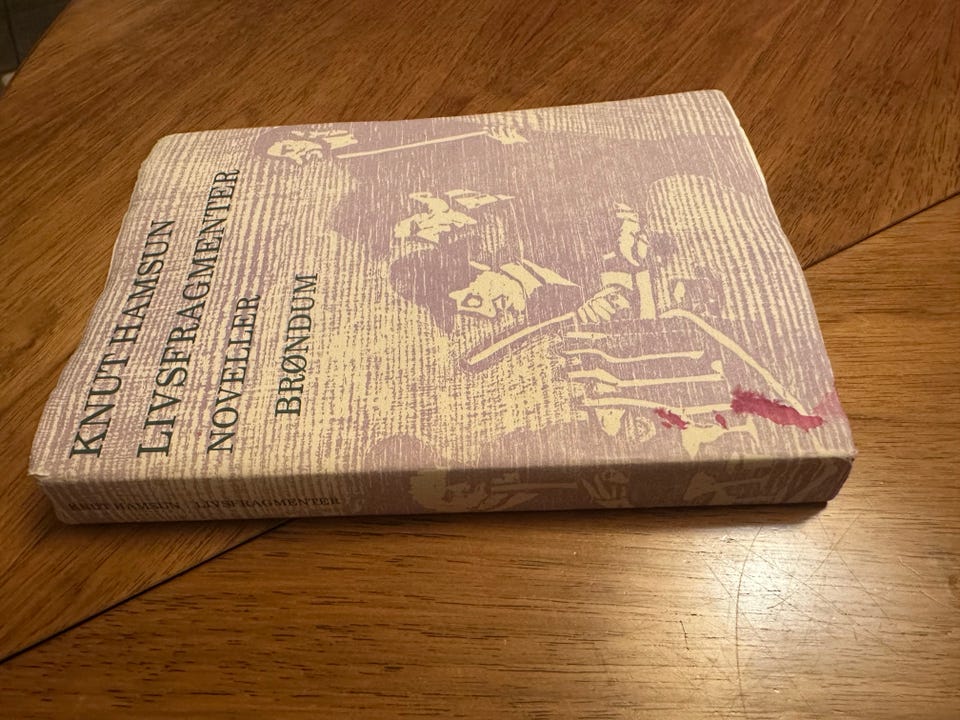 KNUT HAMSUN
LIVSFRAGMENTER
NOVELLER
BRØNDUM
KNUT HAMSUN / LIVSFRAGMENTER